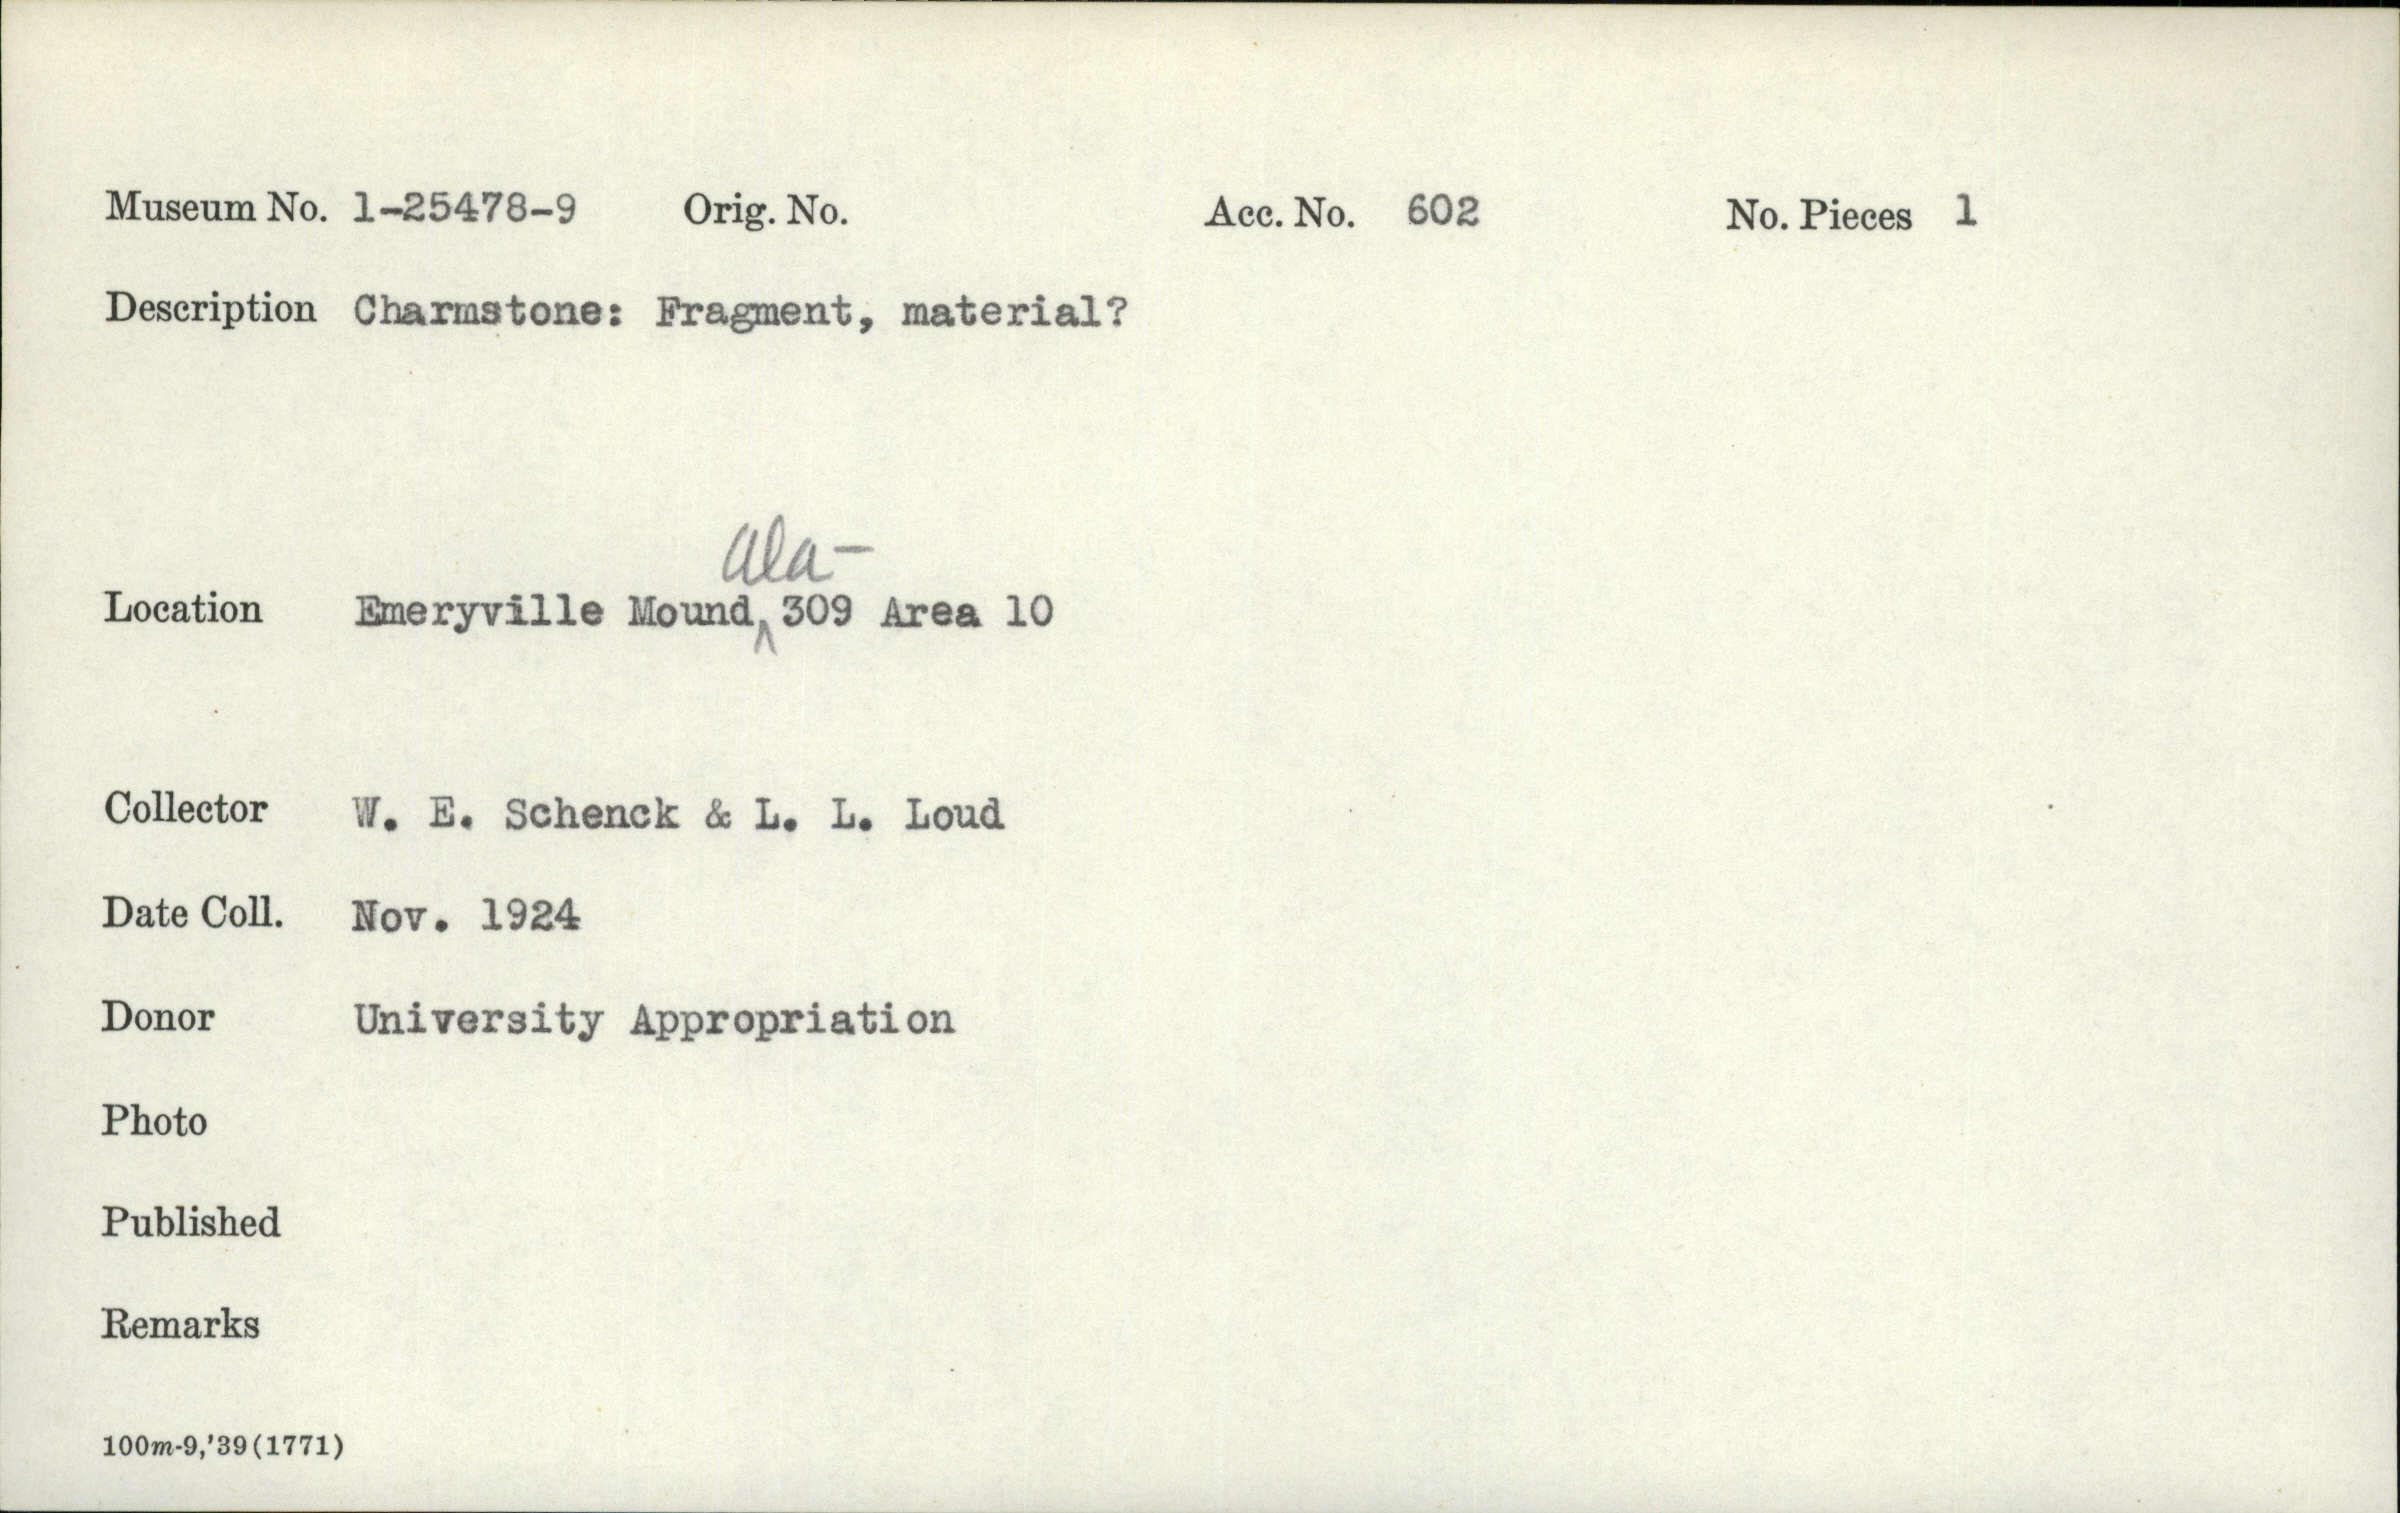 Museum No. 1-25478-9 Orig. No. Acc. No. 602 No. Pieces 1
Description Charmstone: Fragment, material?
Ala-
Location Emeryville Mound, ^ 309 Area 10
Collector W. E. Schenck & L. L. Loud
Date Coll. Nov. 1924
Donor University Appropriation
Photo
Published
Remarks
100m-9,'39(1771)